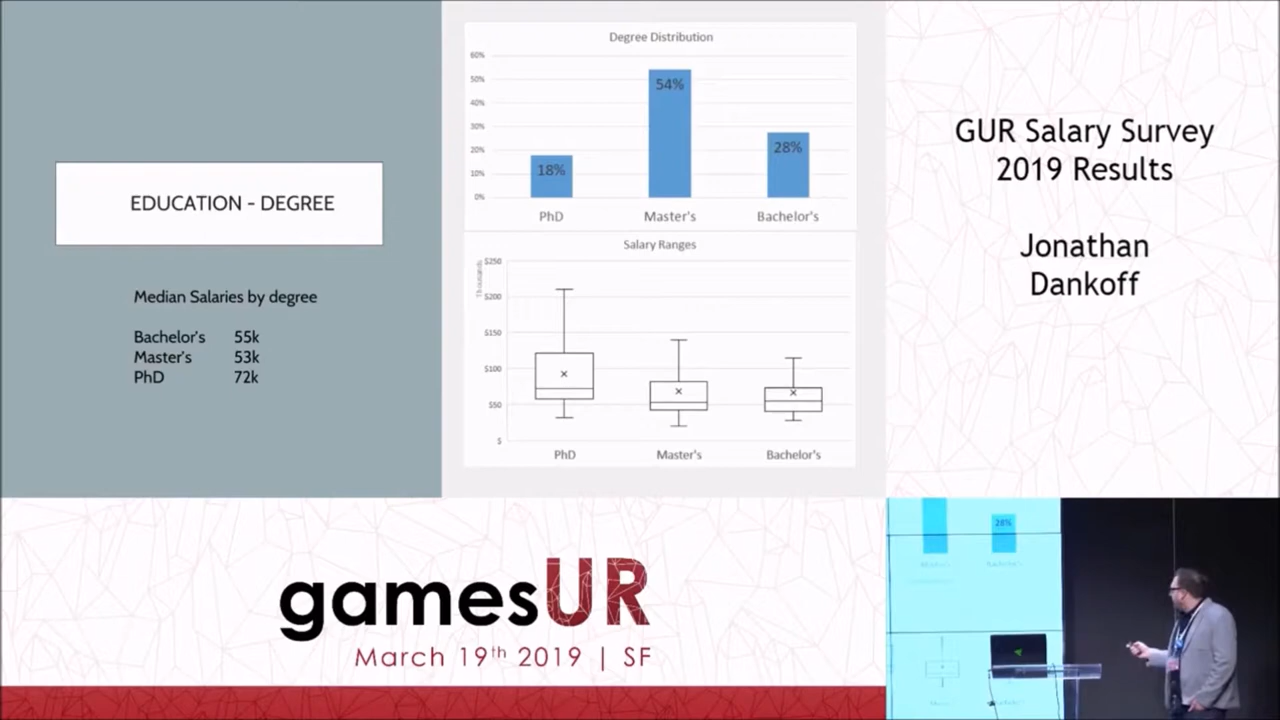 EDUCATION - DEGREE
Median Salaries by degree
Bachelor's 55k
Master's 53k
PhD 72k
Degree Distribution
60%
50%
40%
30%
20%
10%
0%
18%
54%
28%
PhD Master's Bachelor's
Salary Ranges
Thousands
$250
$200
$150
$100
$50
$
PhD Master's Bachelor's
GUR Salary Survey
2019 Results
Jonathan
Dankoff
gamesUR
March 19th 2019 | SF
28%